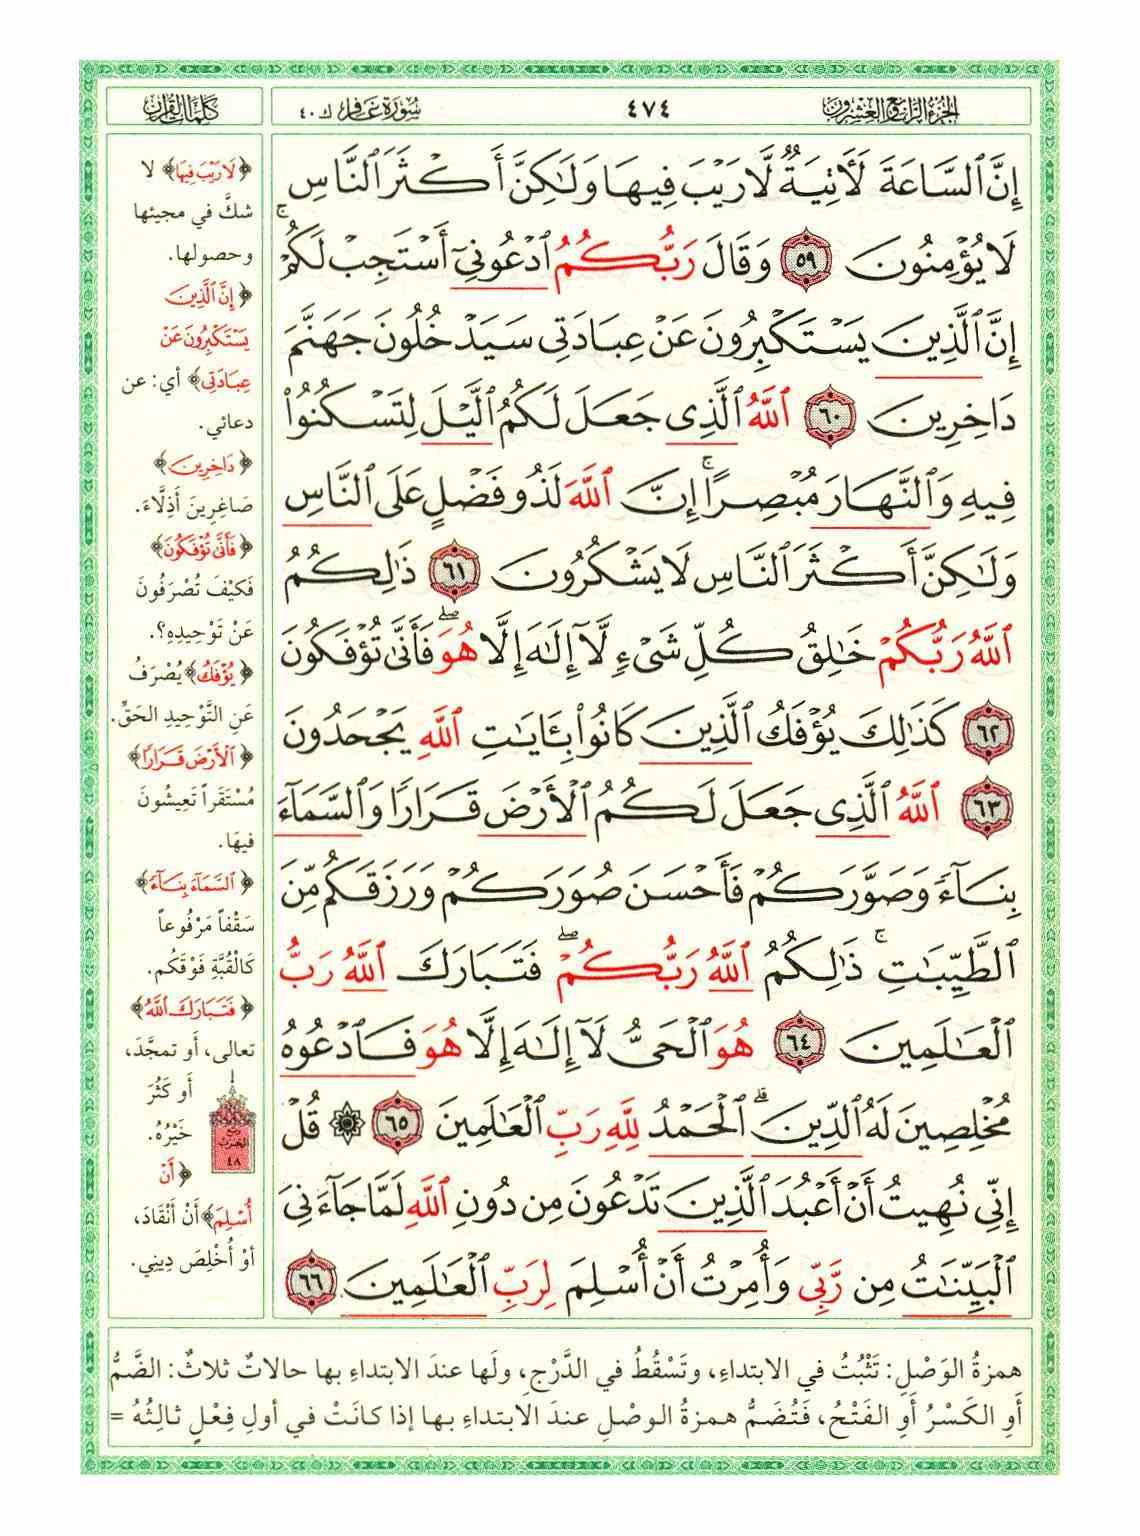 الجزء الرابع والعشرون
٤٧٤
سورة غافر ك ٤٠
كلمات القرآن
إِنَّ ٱلسَّاعَةَ لَـَٔاتِيَةٌ لَّا رَيْبَ فِيهَا وَلَـٰكِنَّ أَكْثَرَ ٱلنَّاسِ
لَا يُؤْمِنُونَ ٥٩ وَقَالَ رَبُّكُمُ ٱدْعُونِىٓ أَسْتَجِبْ لَكُمْ ۚ
إِنَّ ٱلَّذِينَ يَسْتَكْبِرُونَ عَنْ عِبَادَتِى سَيَدْخُلُونَ جَهَنَّمَ
دَاخِرِينَ ٦٠ ٱللَّهُ ٱلَّذِى جَعَلَ لَكُمُ ٱلَّيْلَ لِتَسْكُنُوا۟
فِيهِ وَٱلنَّهَارَ مُبْصِرًا ۚ إِنَّ ٱللَّهَ لَذُو فَضْلٍ عَلَى ٱلنَّاسِ
وَلَـٰكِنَّ أَكْثَرَ ٱلنَّاسِ لَا يَشْكُرُونَ ٦١ ذَٰلِكُمُ
ٱللَّهُ رَبُّكُمْ خَـٰلِقُ كُلِّ شَىْءٍ لَّآ إِلَـٰهَ إِلَّا هُوَ ۖ فَأَنَّىٰ تُؤْفَكُونَ
٦٢ كَذَٰلِكَ يُؤْفَكُ ٱلَّذِينَ كَانُوا۟ بِـَٔايَـٰتِ ٱللَّهِ يَجْحَدُونَ
٦٣ ٱللَّهُ ٱلَّذِى جَعَلَ لَكُمُ ٱلْأَرْضَ قَرَارًا وَٱلسَّمَآءَ
بِنَآءً وَصَوَّرَكُمْ فَأَحْسَنَ صُوَرَكُمْ وَرَزَقَكُم مِّنَ
ٱلطَّيِّبَـٰتِ ۚ ذَٰلِكُمُ ٱللَّهُ رَبُّكُمْ ۖ فَتَبَارَكَ ٱللَّهُ رَبُّ
ٱلْعَـٰلَمِينَ ٦٤ هُوَ ٱلْحَىُّ لَآ إِلَـٰهَ إِلَّا هُوَ فَٱدْعُوهُ
مُخْلِصِينَ لَهُ ٱلدِّينَ ۗ ٱلْحَمْدُ لِلَّهِ رَبِّ ٱلْعَـٰلَمِينَ ٦٥ ۞ قُلْ
إِنِّى نُهِيتُ أَنْ أَعْبُدَ ٱلَّذِينَ تَدْعُونَ مِن دُونِ ٱللَّهِ لَمَّا جَآءَنِىَ
ٱلْبَيِّنَـٰتُ مِن رَّبِّى وَأُمِرْتُ أَنْ أُسْلِمَ لِرَبِّ ٱلْعَـٰلَمِينَ ٦٦
﴿لَا رَيْبَ فِيهَا﴾ لا
شكَّ في مجيئها
وحصولها.
﴿إِنَّ ٱلَّذِينَ
يَسْتَكْبِرُونَ عَنْ
عِبَادَتِى﴾ أي: عن
دعائي.
﴿دَاخِرِينَ﴾
صَاغِرِينَ أَذِلَّاءَ.
﴿فَأَنَّىٰ تُؤْفَكُونَ﴾
فَكَيْفَ تُصْرَفُونَ
عَنْ تَوْحِيدِهِ؟.
﴿يُؤْفَكُ﴾ يُصْرَفُ
عَنِ التَّوْحِيدِ الحَقِّ.
﴿ٱلْأَرْضَ قَرَارًا﴾
مُسْتَقَراً تَعِيشُونَ
فِيهَا.
﴿ٱلسَّمَآءَ بِنَآءً﴾
سَقْفاً مَرْفُوعاً
كَالْقُبَّةِ فَوْقَكُم.
﴿فَتَبَارَكَ ٱللَّهُ﴾
تعالى، أَو تمجَّدَ،
أَو كَثُرَ
خَيْرُهُ.
﴿أَنْ
أُسْلِمَ﴾ أَنْ أَنْقَادَ،
أوْ أُخْلِصَ دِينِي.
ربع
الحزب
٤٨
همزةُ الوَصْلِ: تَثْبُتُ في الابتداءِ، وتَسْقُطُ في الدَّرْجِ، ولَها عندَ الابتداءِ بها حالاتٌ ثلاثٌ: الضَّمُّ
أَو الكَسْرُ أَو الفَتْحُ، فَتُضَمُّ همزةُ الوصْلِ عندَ الابتداءِ بها إذا كانَتْ في أولِ فِعْلٍ ثالِثُهُ =